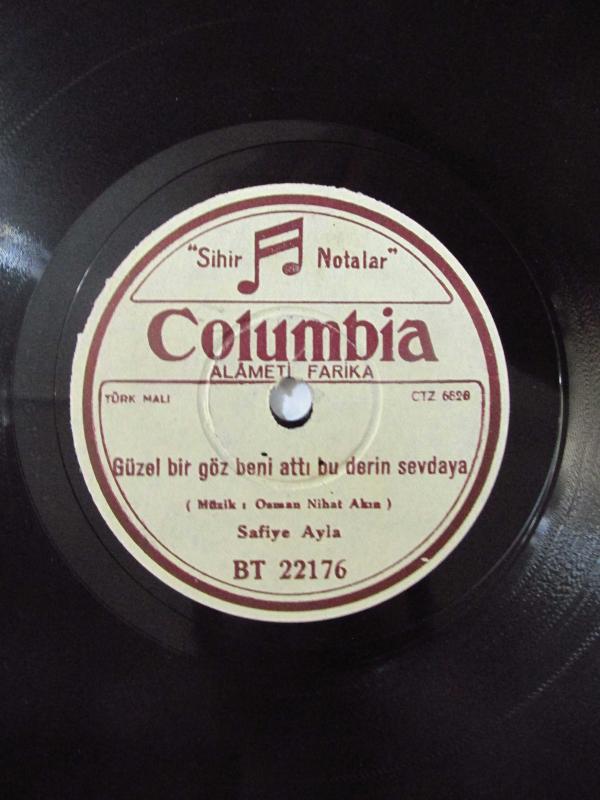 "Sihir Notalar"
Columbia
ALÂMETİ FARİKA
TÜRK MALI CTZ 6528
Güzel bir göz beni attı bu derin sevdaya
( Müzik : Osman Nihat Akın )
Safiye Ayla
BT 22176